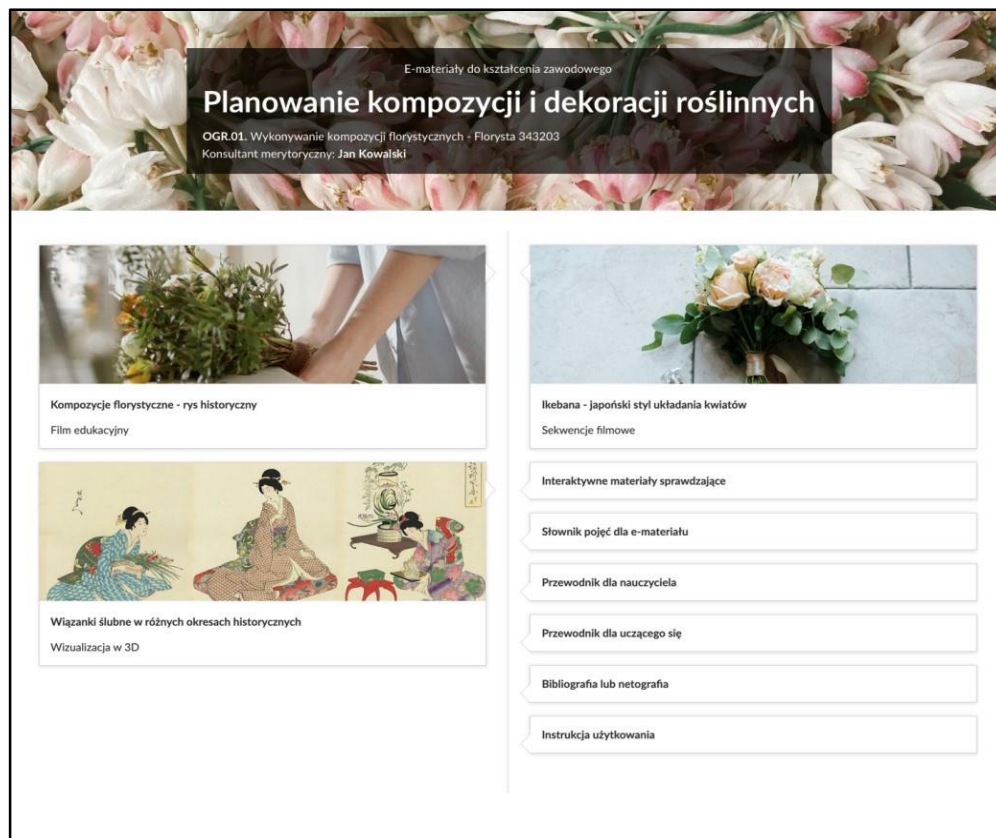 E-materiały do kształcenia zawodowego
Planowanie kompozycji i dekoracji roślinnych
OGR.01. Wykonywanie kompozycji florystycznych - Florysta 343203
Konsultant merytoryczny: Jan Kowalski
Kompozycje florystyczne - rys historyczny
Film edukacyjny
Wiązanki ślubne w różnych okresach historycznych
Wizualizacja w 3D
Ikebana - japoński styl układania kwiatów
Sekwencje filmowe
Interaktywne materiały sprawdzające
Słownik pojęć dla e-materiału
Przewodnik dla nauczyciela
Przewodnik dla uczącego się
Bibliografia lub netografia
Instrukcja użytkowania